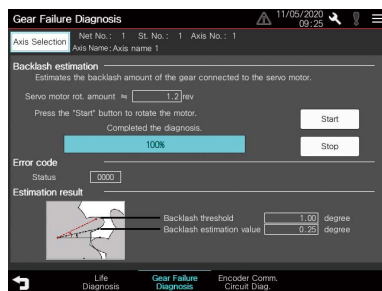 Gear Failure Diagnosis
11/05/2020
09:25
Axis Selection
Net No.: 1 St. No.: 1 Axis No.: 1
Axis Name: Axis name 1
Backlash estimation
Estimates the backlash amount of the gear connected to the servo motor.
Servo motor rot. amount ≒ 1.2 rev
Press the "Start" button to rotate the motor.
Start
Completed the diagnosis.
100%
Stop
Error code
Status 0000
Estimation result
Backlash threshold 1.00 degree
Backlash estimation value 0.25 degree
Life
Diagnosis
Gear Failure
Diagnosis
Encoder Comm.
Circuit Diag.